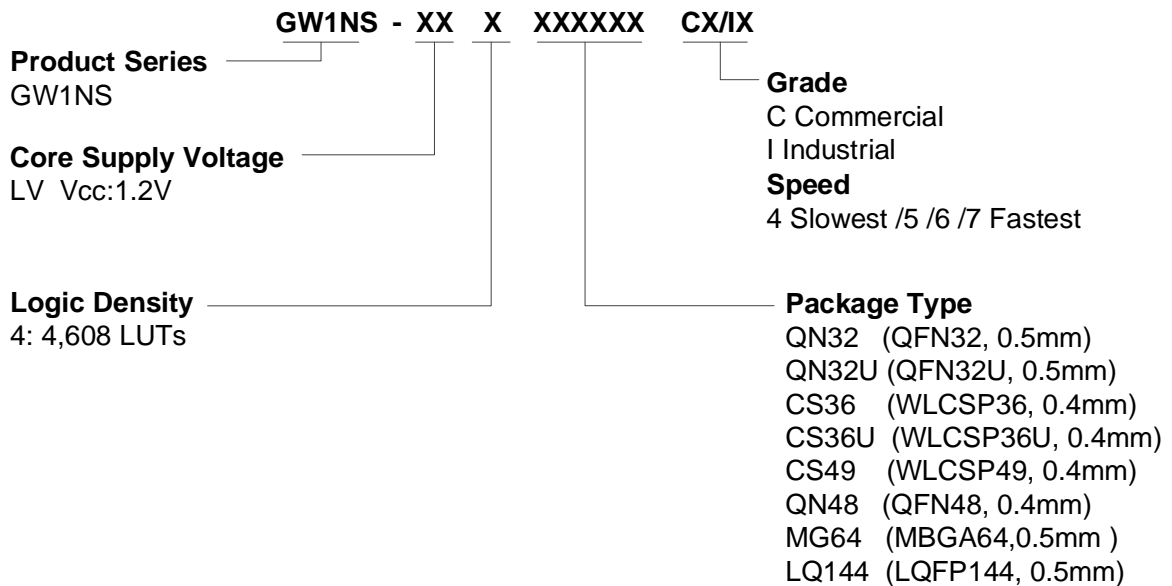 GW1NS - XX X XXXXXX CX/IX
Product Series
GW1NS
Core Supply Voltage
LV Vcc:1.2V
Logic Density
4: 4,608 LUTs
Grade
C Commercial
I Industrial
Speed
4 Slowest /5 /6 /7 Fastest
Package Type
QN32 (QFN32, 0.5mm)
QN32U (QFN32U, 0.5mm)
CS36 (WLCSP36, 0.4mm)
CS36U (WLCSP36U, 0.4mm)
CS49 (WLCSP49, 0.4mm)
QN48 (QFN48, 0.4mm)
MG64 (MBGA64,0.5mm )
LQ144 (LQFP144, 0.5mm)